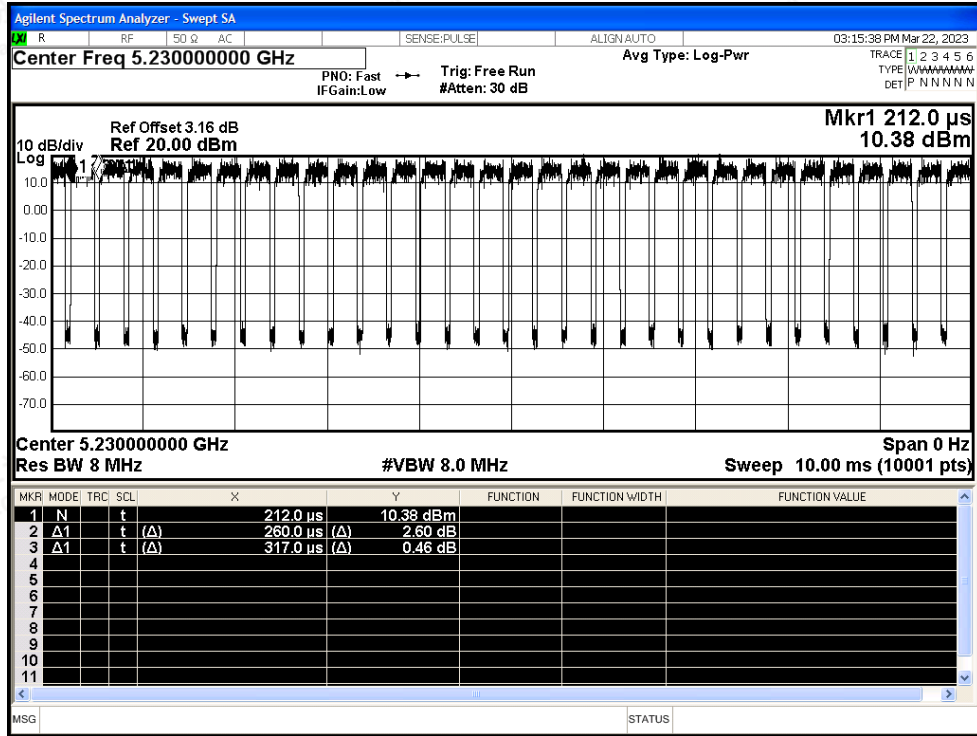 Agilent Spectrum Analyzer - Swept SA
LXI R RF 50 Ω AC SENSE:PULSE ALIGN AUTO 03:15:38 PM Mar 22, 2023
Center Freq 5.230000000 GHz Avg Type: Log-Pwr TRACE 1 2 3 4 5 6
PNO: Fast Trig: Free Run TYPE W
IFGain:Low #Atten: 30 dB DET P N N N N N
Mkr1 212.0 µs
Ref Offset 3.16 dB
10 dB/div Ref 20.00 dBm 10.38 dBm
Log
1
10.0
0.00
-10.0
-20.0
-30.0
-40.0
-50.0
-60.0
-70.0
Center 5.230000000 GHz Span 0 Hz
Res BW 8 MHz #VBW 8.0 MHz Sweep 10.00 ms (10001 pts)
MKR MODE TRC SCL X Y FUNCTION FUNCTION WIDTH FUNCTION VALUE
1 N t 212.0 µs 10.38 dBm
2 Δ1 t (Δ) 260.0 µs (Δ) 2.60 dB
3 Δ1 t (Δ) 317.0 µs (Δ) 0.46 dB
4
5
6
7
8
9
10
11
MSG STATUS